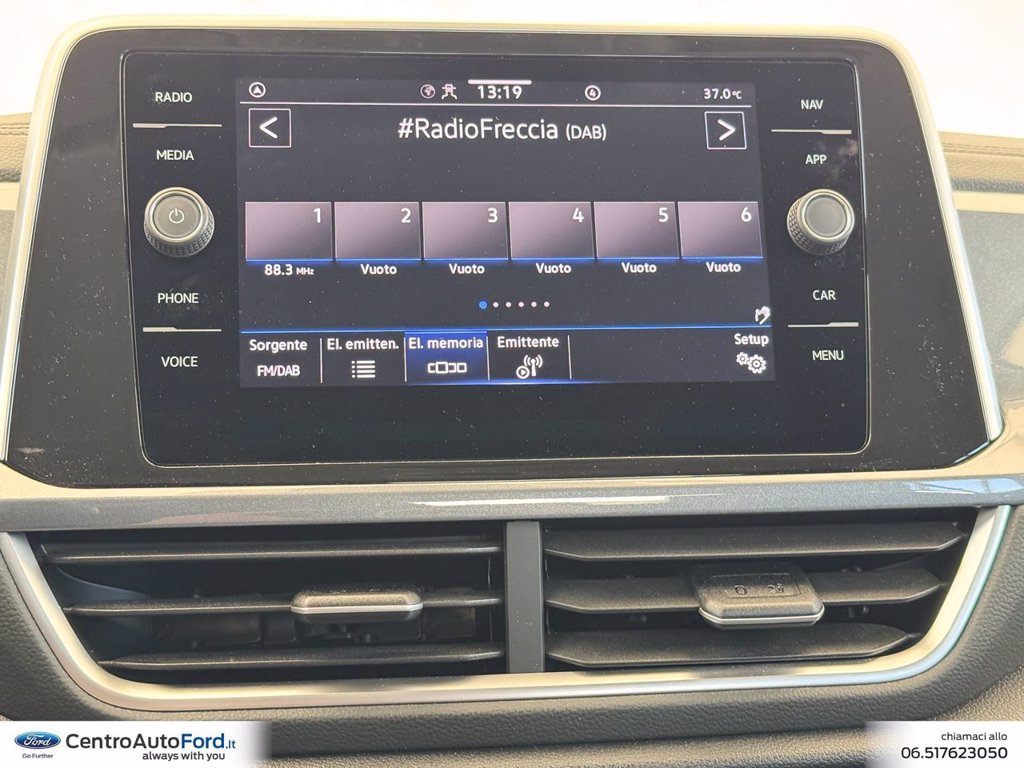 RADIO
MEDIA
PHONE
VOICE
13:19
4
37.0°C
#RadioFreccia (DAB)
1 2 3 4 5 6
88.3 MHz Vuoto Vuoto Vuoto Vuoto Vuoto
Sorgente El. emitten. El. memoria Emittente Setup
FM/DAB
NAV
APP
CAR
MENU
Ford CentroAutoFord.it
Go Further always with you
chiamaci allo
06.517623050